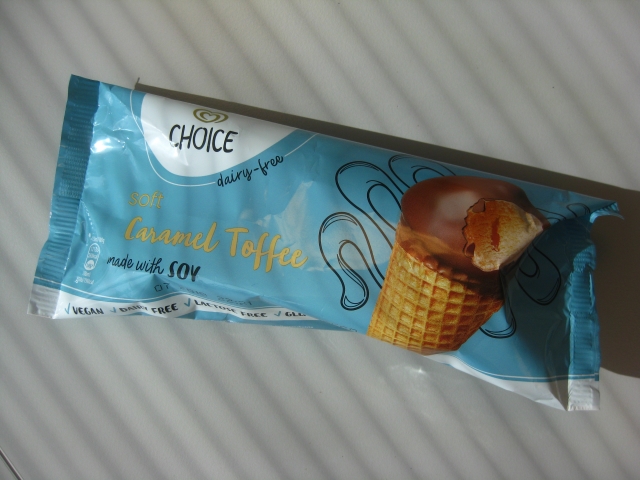 CHOICE
dairy-free
soft
Caramel Toffee
made with SOY
✓VEGAN ✓DAIRY FREE ✓LACTOSE FREE